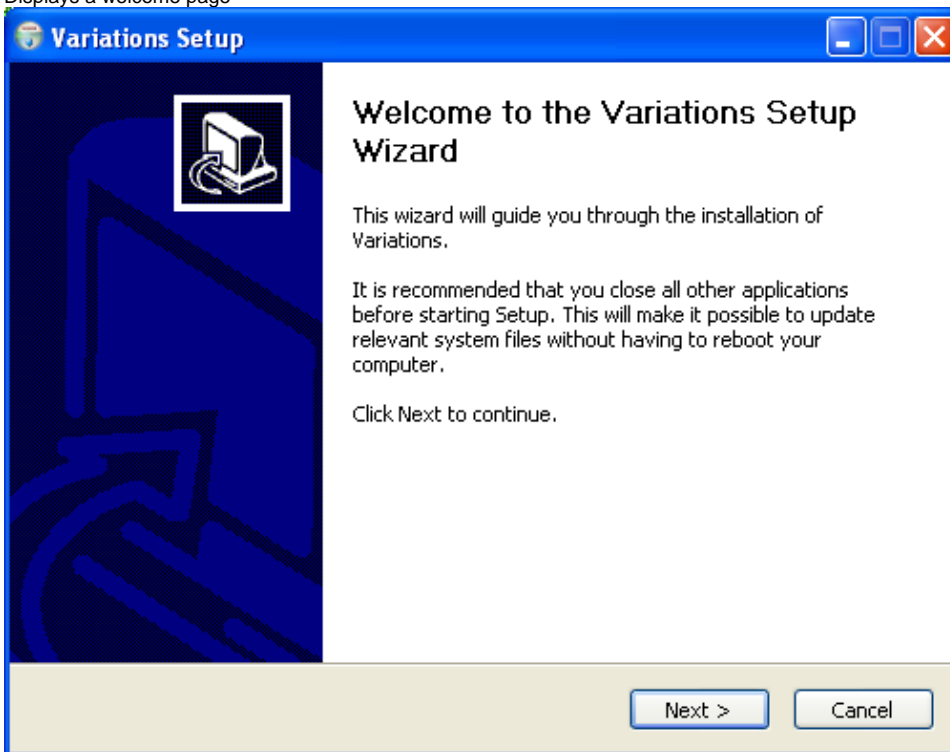 Displays a welcome page
Variations Setup
Welcome to the Variations Setup
Wizard
This wizard will guide you through the installation of
Variations.
It is recommended that you close all other applications
before starting Setup. This will make it possible to update
relevant system files without having to reboot your
computer.
Click Next to continue.
Next >
Cancel